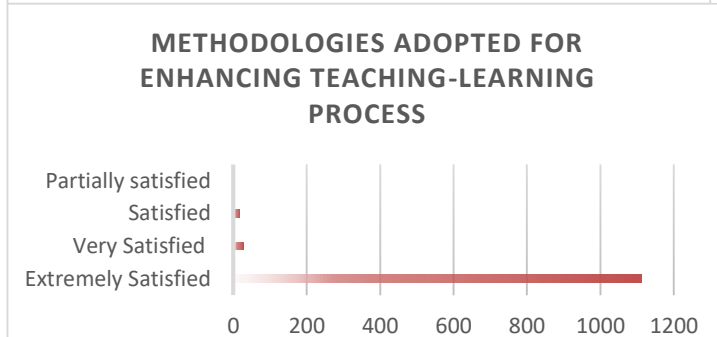 METHODOLOGIES ADOPTED FOR
ENHANCING TEACHING-LEARNING
PROCESS
Partially satisfied
Satisfied
Very Satisfied
Extremely Satisfied
0 200 400 600 800 1000 1200